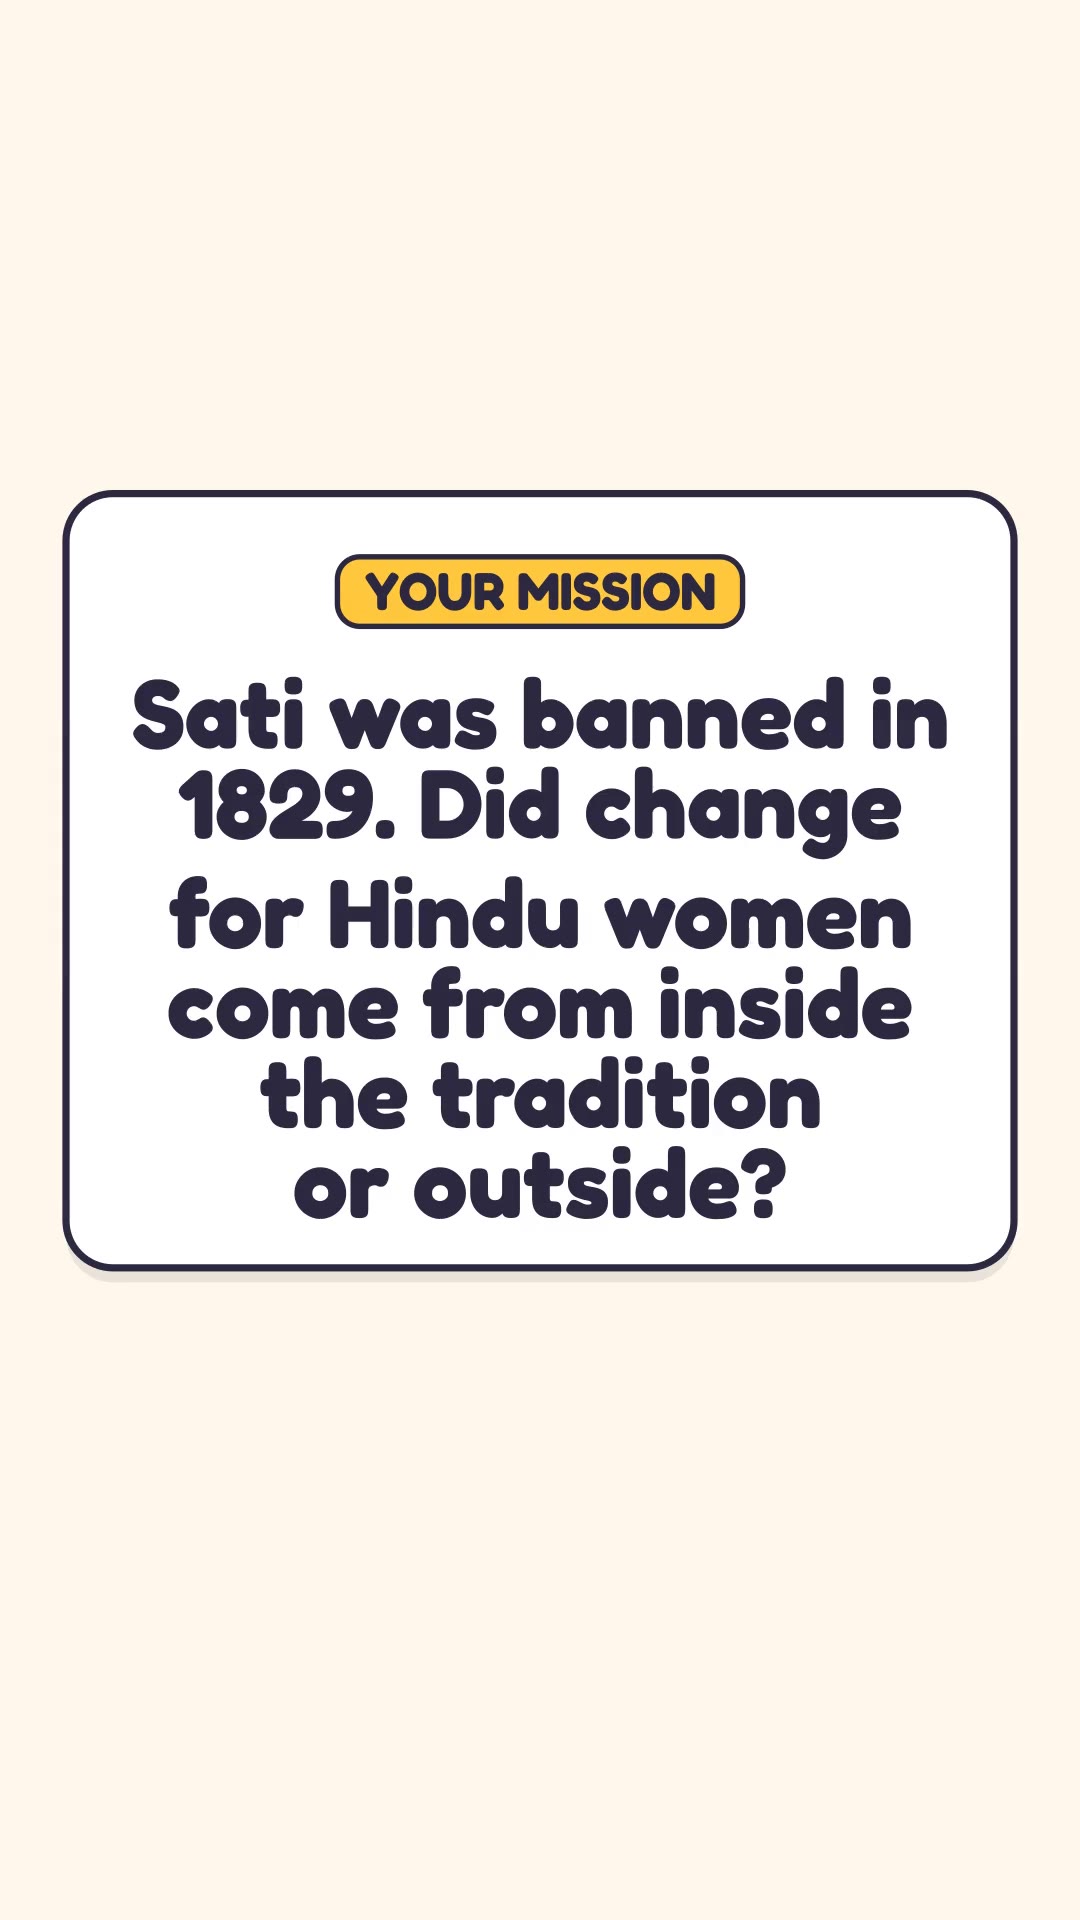 YOUR MISSION
Sati was banned in
1829. Did change
for Hindu women
come from inside
the tradition
or outside?